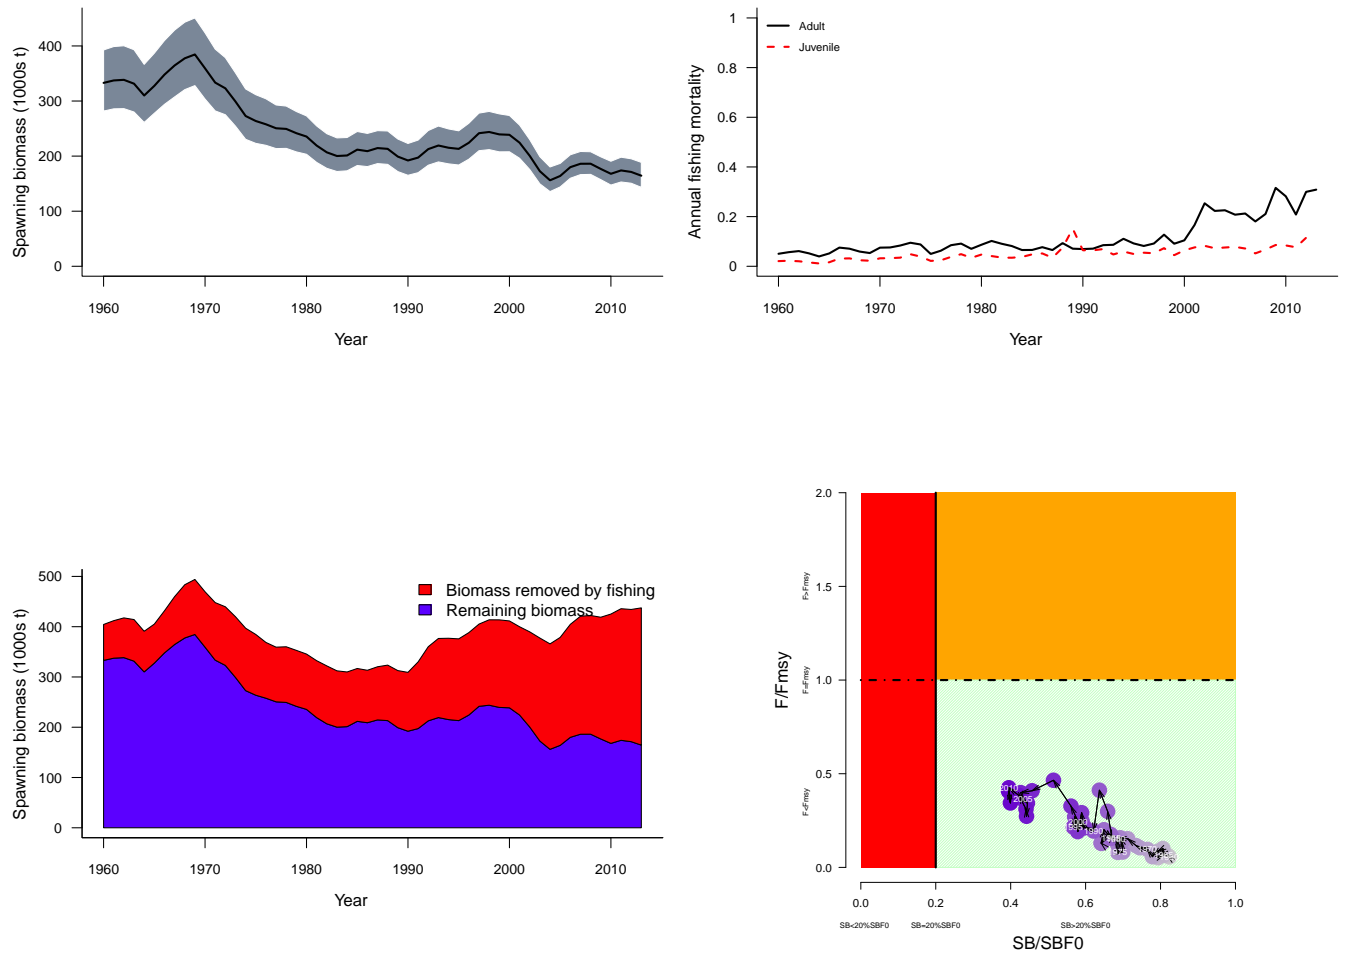 Spawning biomass (1000s t)
400
300
200
100
0
1960 1970 1980 1990 2000 2010
Year
Annual fishing mortality
1
0.8
0.6
0.4
0.2
0
Adult
Juvenile
1960 1970 1980 1990 2000 2010
Year
Spawning biomass (1000s t)
500
400
300
200
100
0
Biomass removed by fishing
Remaining biomass
1960 1970 1980 1990 2000 2010
Year
F/Fmsy
2.0
1.5
1.0
0.5
0.0
F>Fmsy
F=Fmsy
F<Fmsy
2010
2005
2000
1995
1990
0.0 0.2 0.4 0.6 0.8 1.0
SB<20%SBF0 SB=20%SBF0 SB>20%SBF0
SB/SBF0